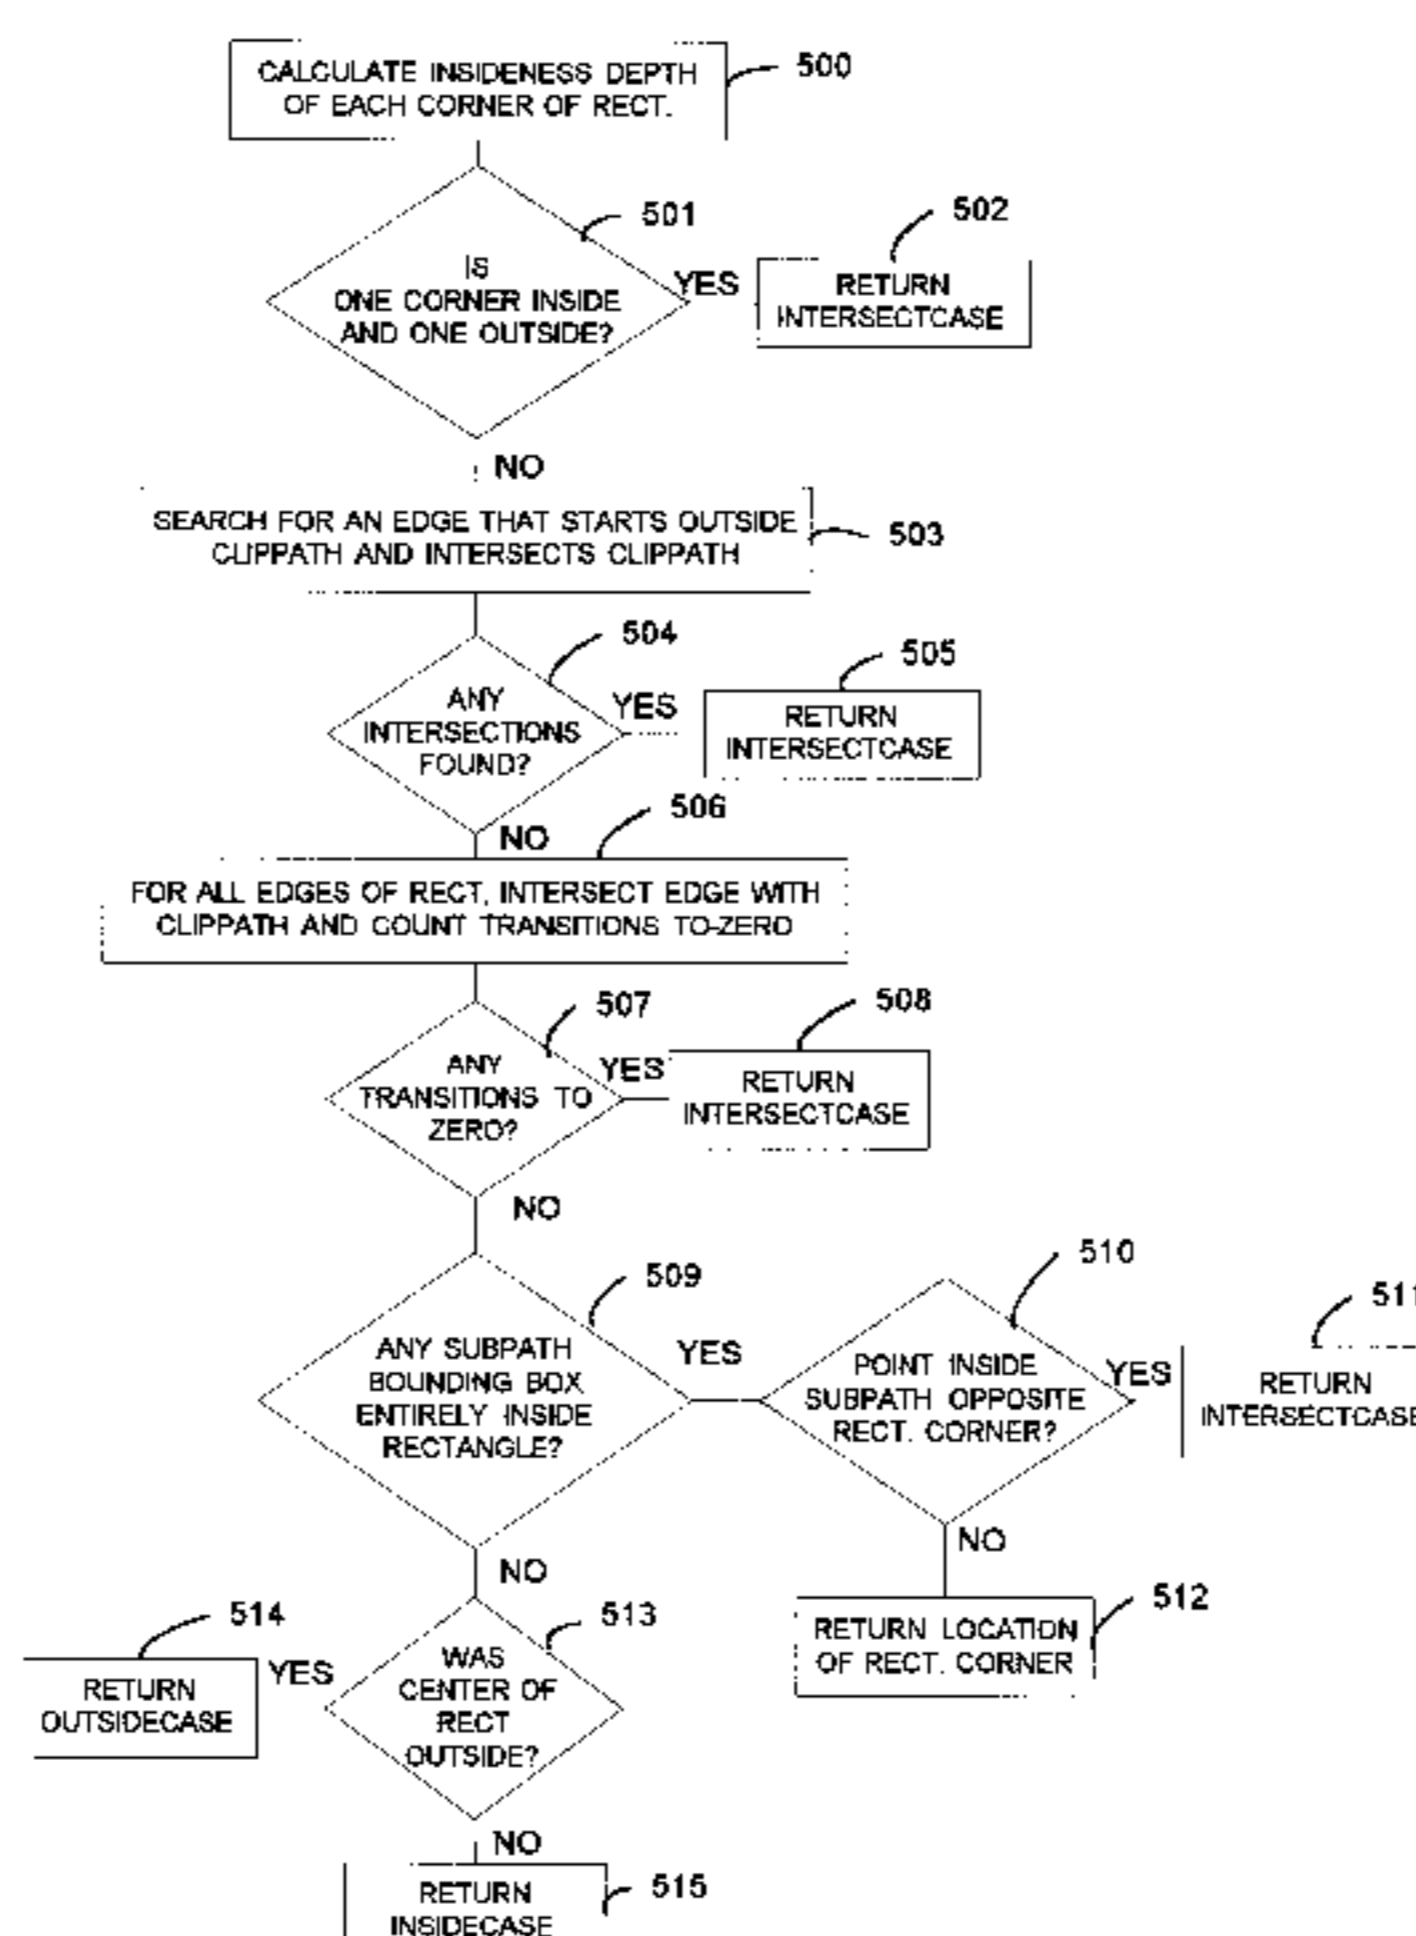 CALCULATE INSIDENESS DEPTH
OF EACH CORNER OF RECT.
500
501
IS
ONE CORNER INSIDE
AND ONE OUTSIDE?
YES
502
RETURN
INTERSECTCASE
NO
SEARCH FOR AN EDGE THAT STARTS OUTSIDE
CLIPPATH AND INTERSECTS CLIPPATH
503
504
ANY
INTERSECTIONS
FOUND?
YES
505
RETURN
INTERSECTCASE
NO
506
FOR ALL EDGES OF RECT, INTERSECT EDGE WITH
CLIPPATH AND COUNT TRANSITIONS TO-ZERO
507
ANY
TRANSITIONS TO
ZERO?
YES
508
RETURN
INTERSECTCASE
NO
509
ANY SUBPATH
BOUNDING BOX
ENTIRELY INSIDE
RECTANGLE?
YES
510
POINT INSIDE
SUBPATH OPPOSITE
RECT. CORNER?
YES
511
RETURN
INTERSECTCASE
NO
512
RETURN LOCATION
OF RECT. CORNER
NO
513
WAS
CENTER OF
RECT
OUTSIDE?
YES
514
RETURN
OUTSIDECASE
NO
515
RETURN
INSIDECASE